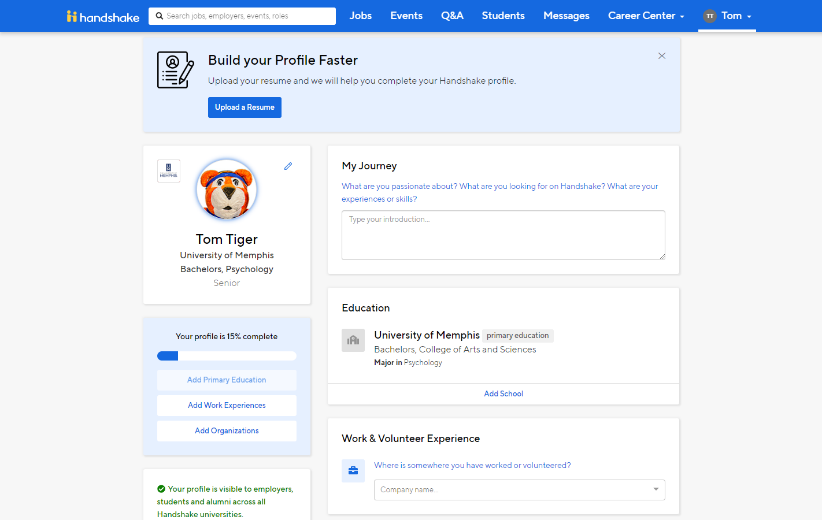 handshake
Search jobs, employers, events, roles
Jobs
Events
Q&A
Students
Messages
Career Center
TT
Tom
Build your Profile Faster
Upload your resume and we will help you complete your Handshake profile.
Upload a Resume
MEMPHIS
Tom Tiger
University of Memphis
Bachelors, Psychology
Senior
Your profile is 15% complete
Add Primary Education
Add Work Experiences
Add Organizations
Your profile is visible to employers,
students and alumni across all
Handshake universities.
My Journey
What are you passionate about? What are you looking for on Handshake? What are your
experiences or skills?
Type your introduction...
Education
University of Memphis primary education
Bachelors, College of Arts and Sciences
Major in Psychology
Add School
Work & Volunteer Experience
Where is somewhere you have worked or volunteered?
Company name...